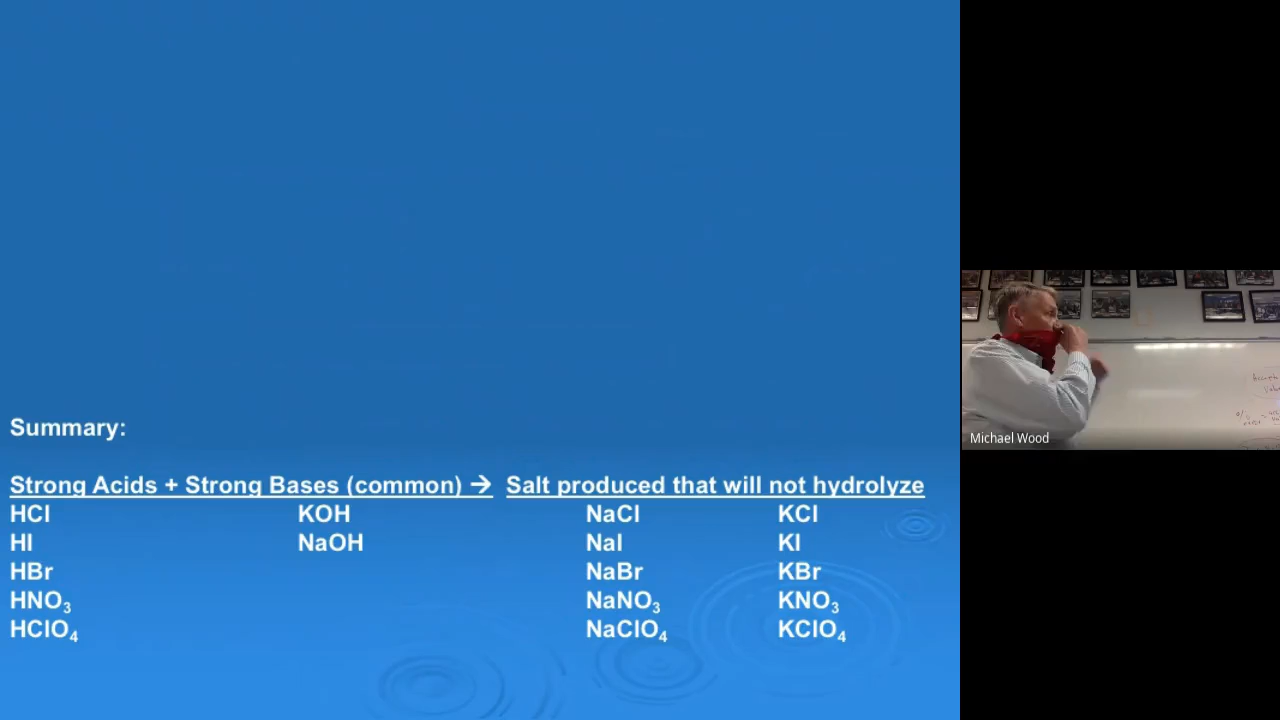 Summary:
Strong Acids + Strong Bases (common) → Salt produced that will not hydrolyze
HCl KOH NaCl KCl
HI NaOH NaI KI
HBr NaBr KBr
HNO₃ NaNO₃ KNO₃
HClO₄ NaClO₄ KClO₄
Michael Wood